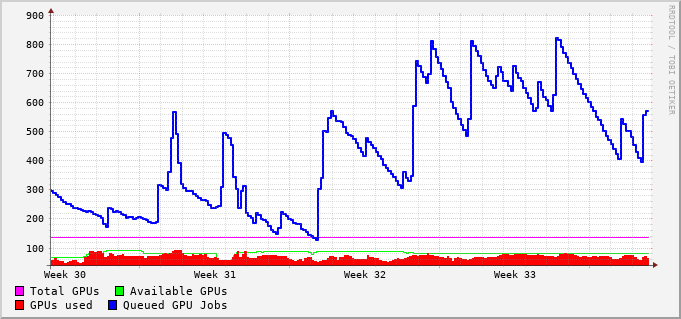 900
800
700
600
500
400
300
200
100
Week 30 Week 31 Week 32 Week 33
Total GPUs Available GPUs
GPUs used Queued GPU Jobs
RRDTOOL / TOBI OETIKER